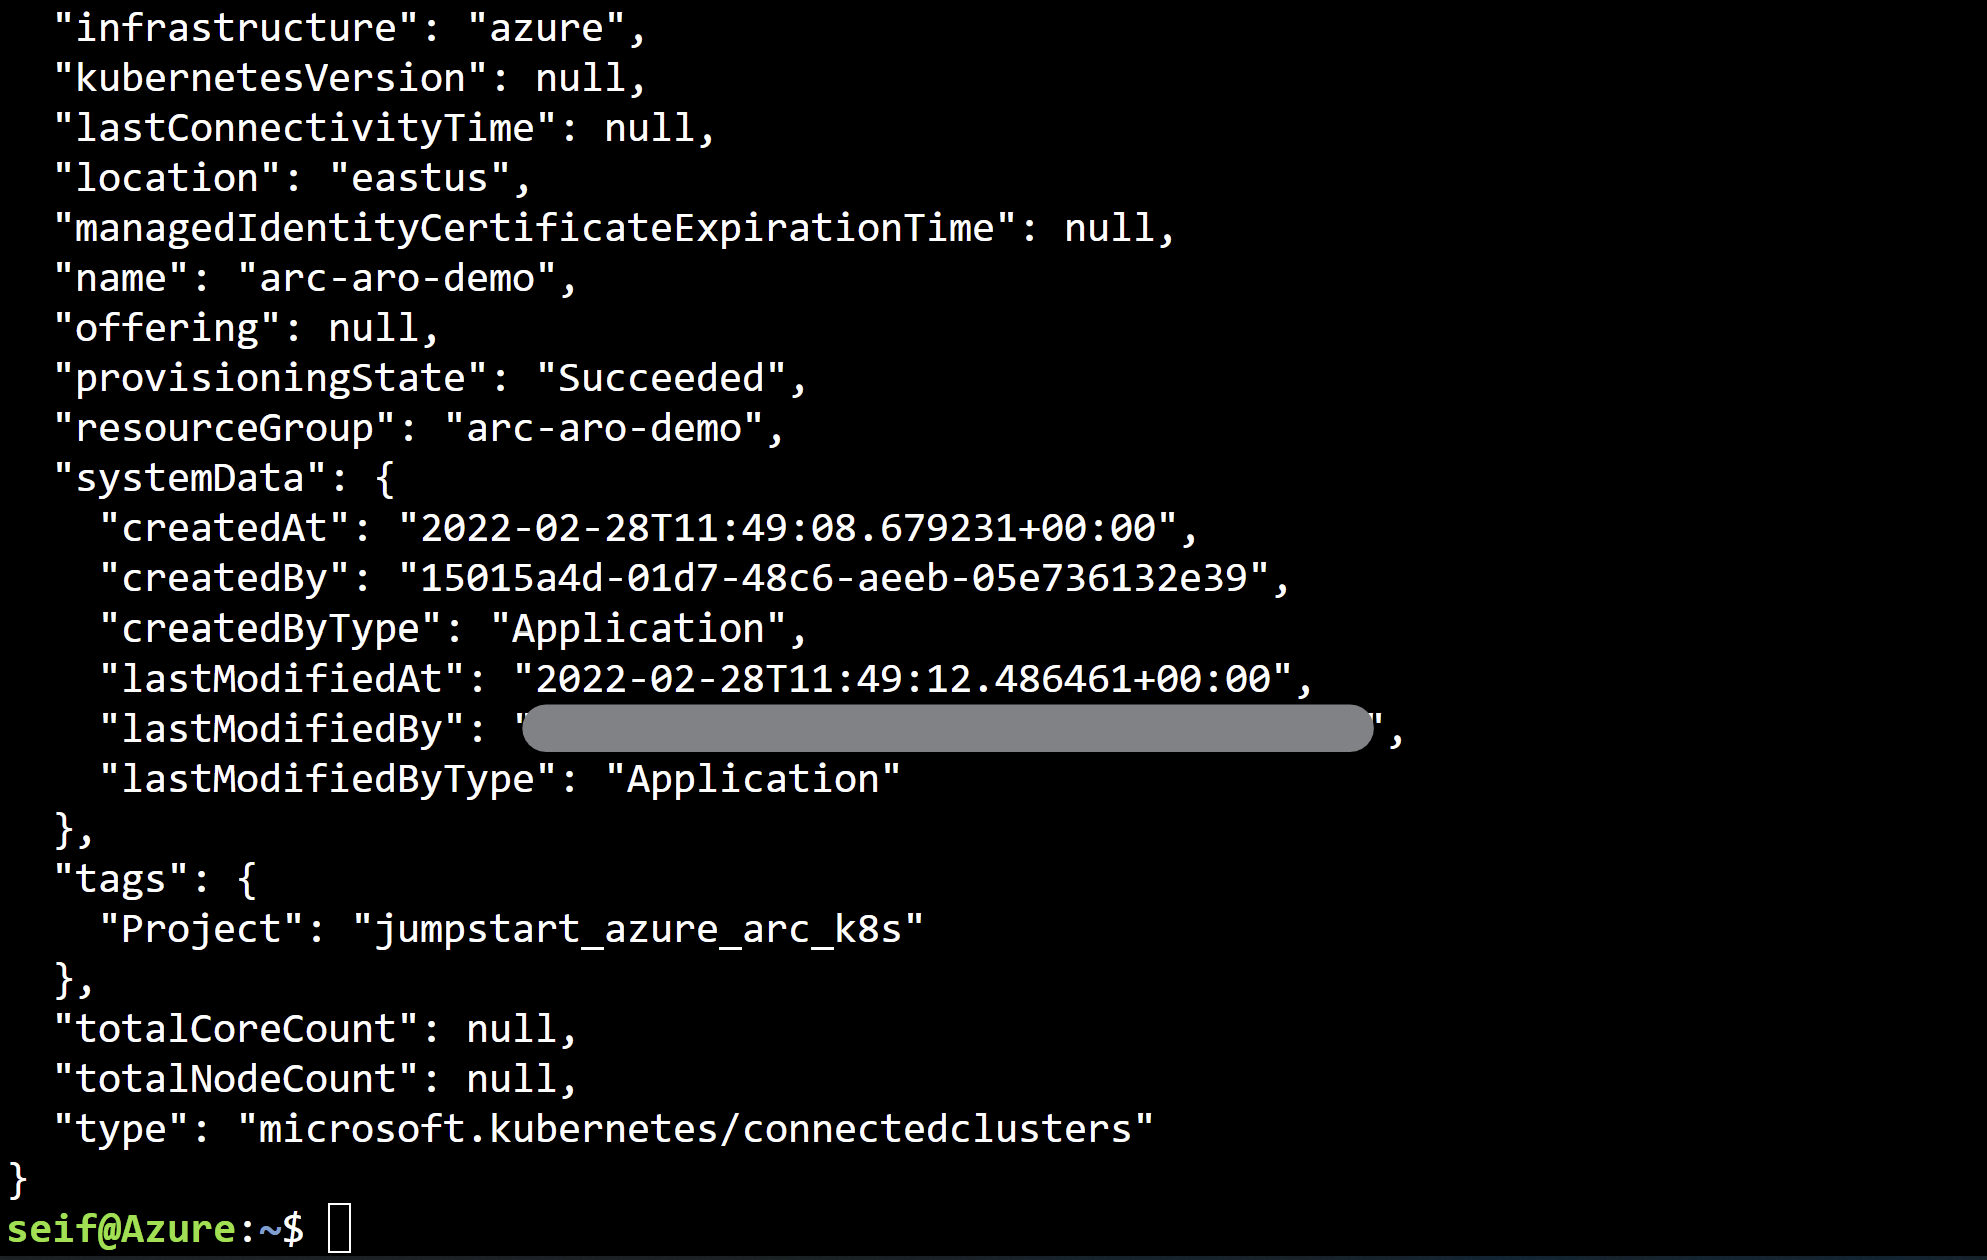 "infrastructure": "azure",
"kubernetesVersion": null,
"lastConnectivityTime": null,
"location": "eastus",
"managedIdentityCertificateExpirationTime": null,
"name": "arc-aro-demo",
"offering": null,
"provisioningState": "Succeeded",
"resourceGroup": "arc-aro-demo",
"systemData": {
"createdAt": "2022-02-28T11:49:08.679231+00:00",
"createdBy": "15015a4d-01d7-48c6-aeeb-05e736132e39",
"createdByType": "Application",
"lastModifiedAt": "2022-02-28T11:49:12.486461+00:00",
"lastModifiedBy": "",
"lastModifiedByType": "Application"
},
"tags": {
"Project": "jumpstart_azure_arc_k8s"
},
"totalCoreCount": null,
"totalNodeCount": null,
"type": "microsoft.kubernetes/connectedclusters"
}
seif@Azure:~$